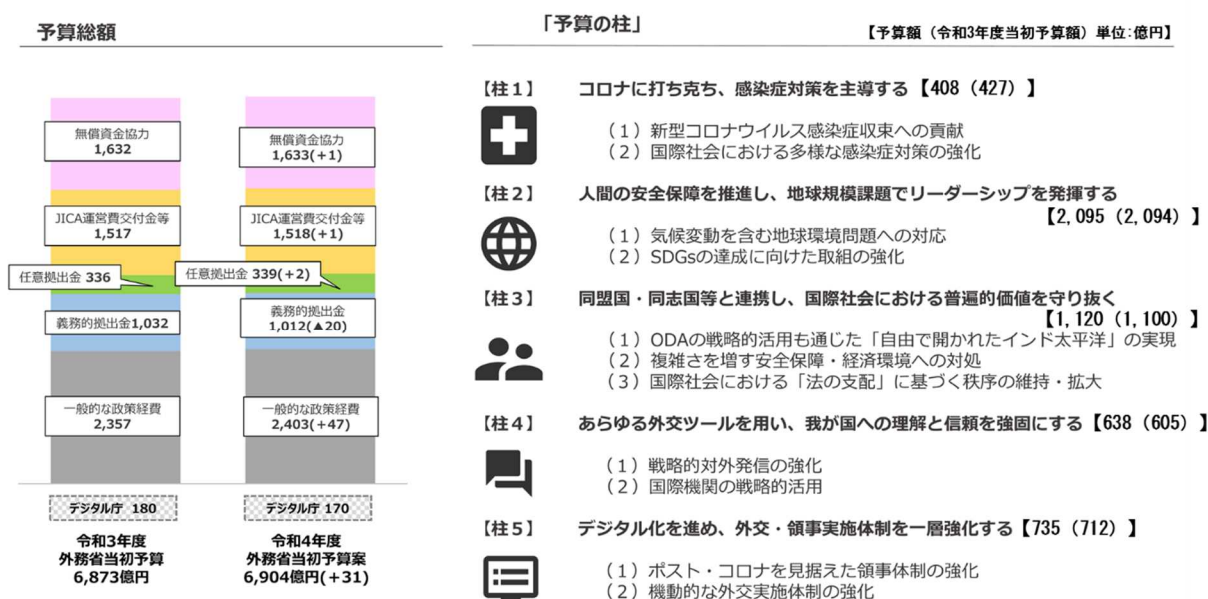 予算総額
無償資金協力
1,632
JICA運営費交付金等
1,517
任意拠出金 336
義務的拠出金1,032
一般的な政策経費
2,357
デジタル庁 180
令和3年度
外務省当初予算
6,873億円
無償資金協力
1,633(+1)
JICA運営費交付金等
1,518(+1)
任意拠出金 339(+2)
義務的拠出金
1,012(▲20)
一般的な政策経費
2,403(+47)
デジタル庁 170
令和4年度
外務省当初予算案
6,904億円(+31)
「予算の柱」
【予算額（令和3年度当初予算額）単位:億円】
【柱1】 コロナに打ち克ち、感染症対策を主導する【408（427）】
（1）新型コロナウイルス感染症収束への貢献
（2）国際社会における多様な感染症対策の強化
【柱2】 人間の安全保障を推進し、地球規模課題でリーダーシップを発揮する
【2,095（2,094）】
（1）気候変動を含む地球環境問題への対応
（2）SDGsの達成に向けた取組の強化
【柱3】 同盟国・同志国等と連携し、国際社会における普遍的価値を守り抜く
【1,120（1,100）】
（1）ODAの戦略的活用も通じた「自由で開かれたインド太平洋」の実現
（2）複雑さを増す安全保障・経済環境への対処
（3）国際社会における「法の支配」に基づく秩序の維持・拡大
【柱4】 あらゆる外交ツールを用い、我が国への理解と信頼を強固にする【638（605）】
（1）戦略的対外発信の強化
（2）国際機関の戦略的活用
【柱5】 デジタル化を進め、外交・領事実施体制を一層強化する【735（712）】
（1）ポスト・コロナを見据えた領事体制の強化
（2）機動的な外交実施体制の強化